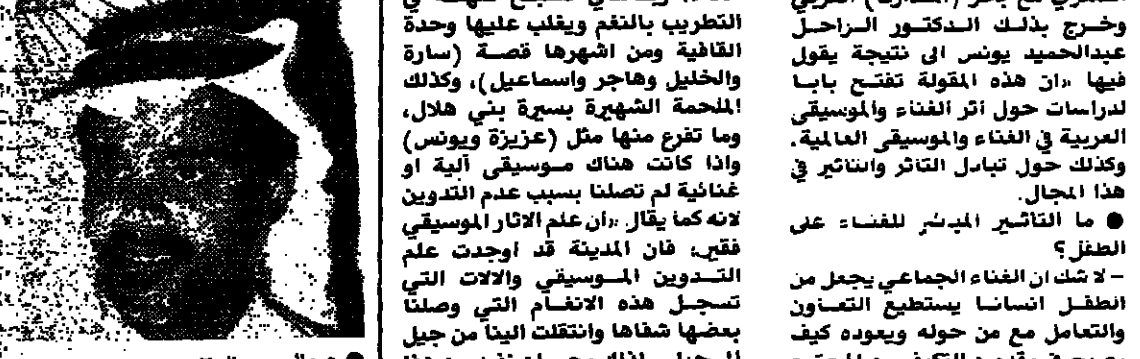 وخرج بذلك الدكتور الراحل
عبدالحميد يونس الى نتيجة يقول
فيها «ان هذه المقولة تفتح بابا
لدراسات حول اثر الغناء والموسيقى
العربية في الغناء والموسيقى العالمية.
وكذلك حول تبادل التأثر والتأثير في
هذا المجال.
● ما التأثير المباشر للغناء على
الطفل؟
– لا شك ان الغناء الجماعي يجعل من
الطفل انسانا يستطيع التعاون
والتعامل مع من حوله ويعوده كيف
التطريب بالنغم ويغلب عليها وحدة
القافية ومن اشهرها قصة (سارة
والخليل وهاجر واسماعيل)، وكذلك
الملحمة الشهيرة بسيرة بني هلال،
وما تفرع منها مثل (عزيزة ويونس)
واذا كانت هناك موسيقى آلية او
غنائية لم تصلنا بسبب عدم التدوين
لانه كما يقال «ان علم الاثار الموسيقي
فقير» فان المدينة قد اوجدت علم
التدوين الموسيقي والالات التي
تسجل هذه الانغام التي وصلنا
بعضها شفاها وانتقلت الينا من جيل